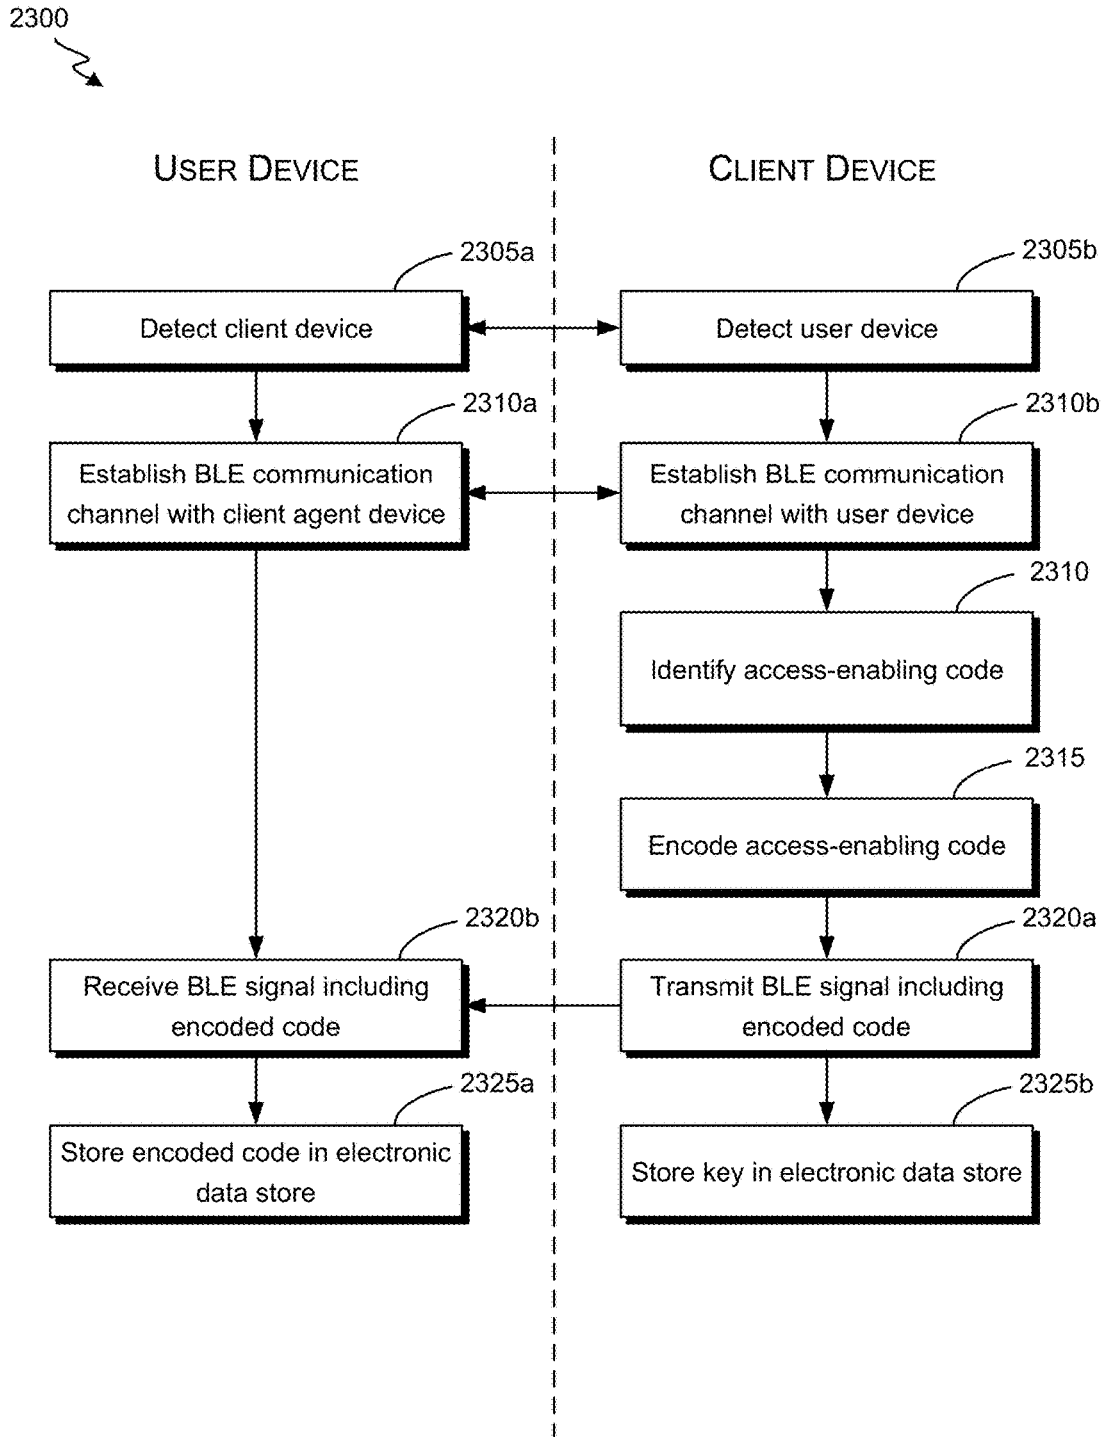 2300
USER DEVICE
CLIENT DEVICE
2305a
2305b
Detect client device
Detect user device
2310a
2310b
Establish BLE communication
channel with client agent device
Establish BLE communication
channel with user device
2310
Identify access-enabling code
2315
Encode access-enabling code
2320b
2320a
Receive BLE signal including
encoded code
Transmit BLE signal including
encoded code
2325a
2325b
Store encoded code in electronic
data store
Store key in electronic data store